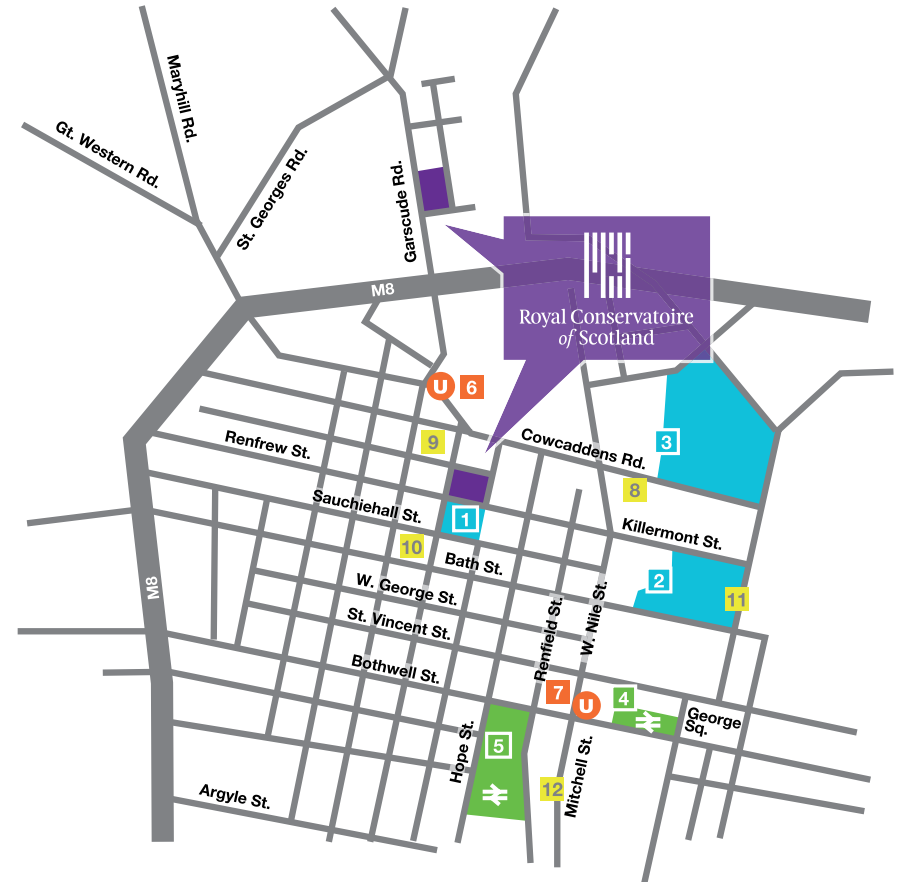 Maryhill Rd.
Gt. Western Rd.
St. Georges Rd.
Garscude Rd.
M8
Royal Conservatoire
of Scotland
U
6
9
Cowcaddens Rd.
3
Renfrew St.
8
Sauchiehall St.
1
Killermont St.
10
Bath St.
M8
2
11
W. George St.
St. Vincent St.
Renfield St.
W. Nile St.
Bothwell St.
7
U
4
George
Sq.
Hope St.
5
12
Mitchell St.
Argyle St.